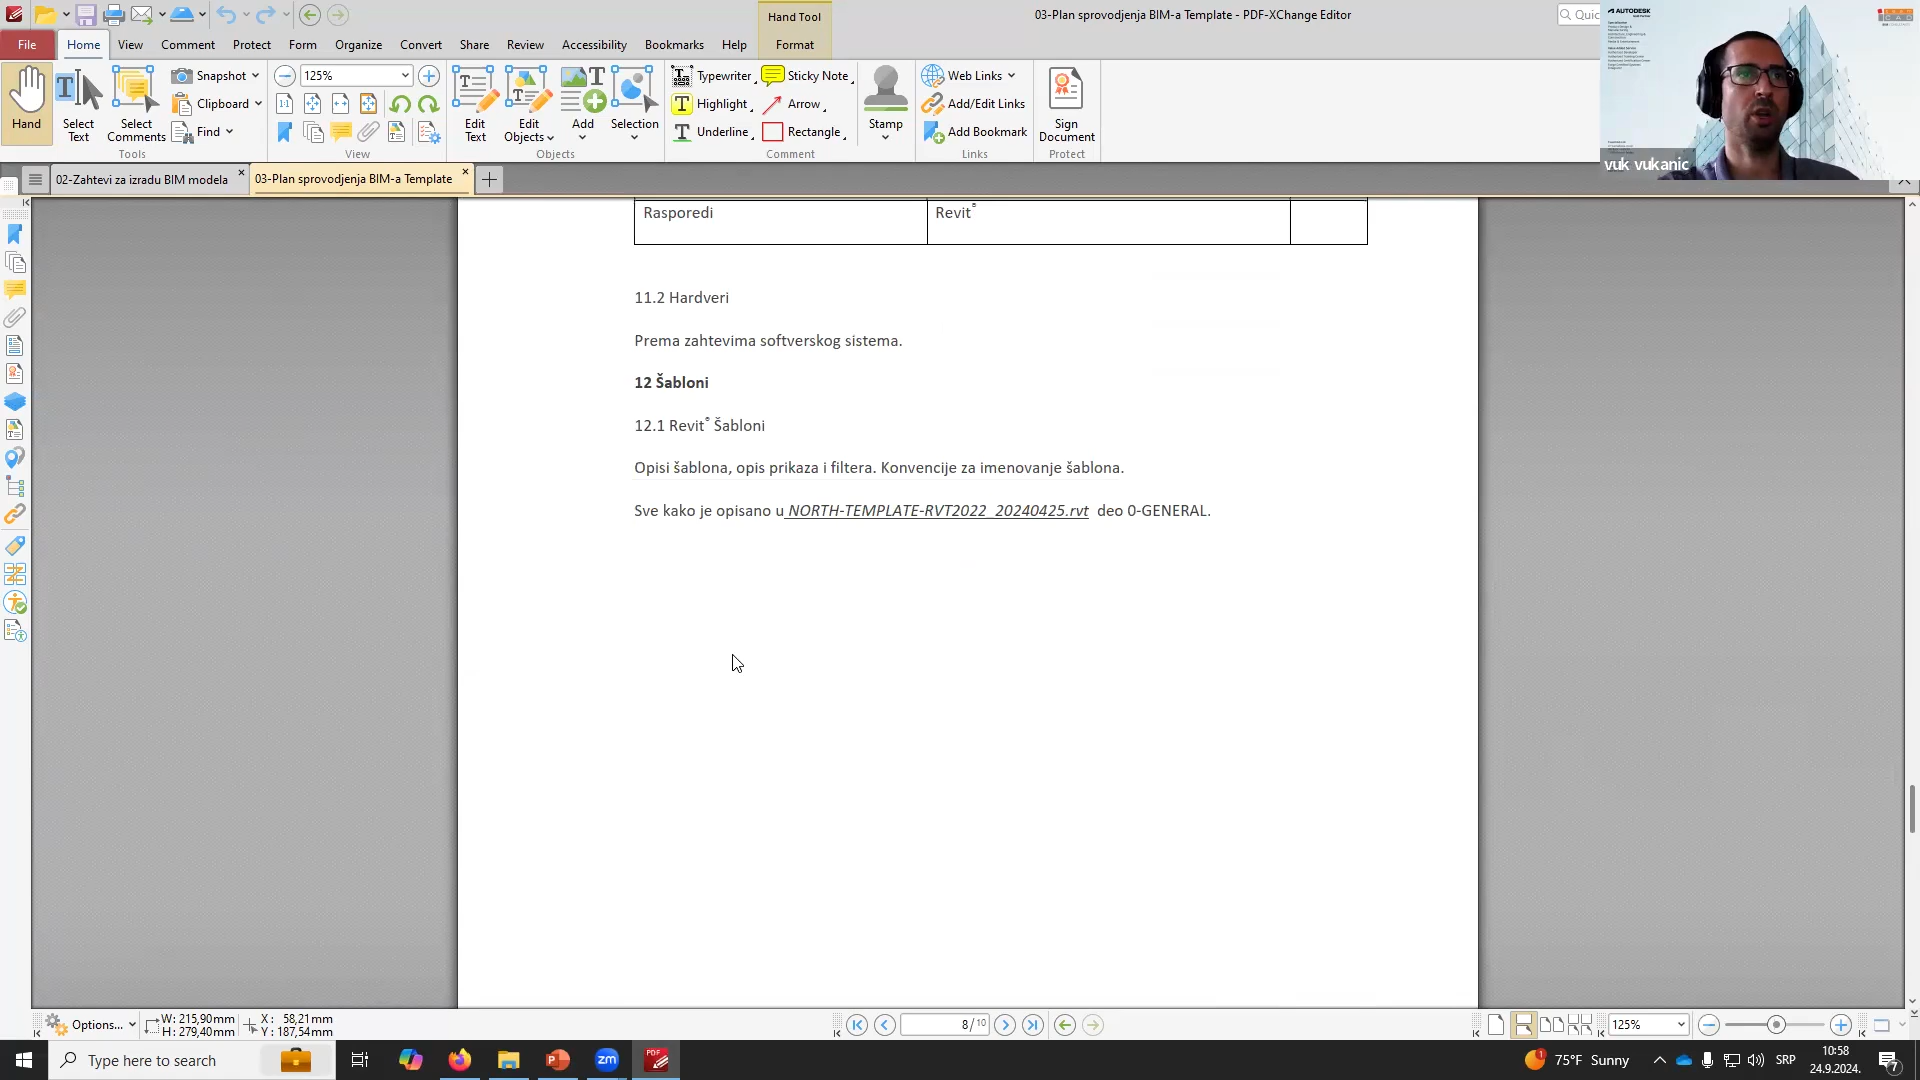 03-Plan sprovodjenja BIM-a Template - PDF-XChange Editor
Hand Tool
Quic
File
Home
View
Comment
Protect
Form
Organize
Convert
Share
Review
Accessibility
Bookmarks
Help
Format
Hand
Select Text
Select Comments
Snapshot
Clipboard
Find
Tools
125%
View
Edit Text
Edit Objects
Add
Selection
Objects
Typewriter
Sticky Note
Highlight
Arrow
Underline
Rectangle
Stamp
Comment
Web Links
Add/Edit Links
Add Bookmark
Links
Sign Document
Protect
AUTODESK
vuk vukanic
02-Zahtevi za izradu BIM modela
03-Plan sprovodjenja BIM-a Template
Rasporedi
Revit®
11.2 Hardveri
Prema zahtevima softverskog sistema.
12 Šabloni
12.1 Revit® Šabloni
Opisi šablona, opis prikaza i filtera. Konvencije za imenovanje šablona.
Sve kako je opisano u NORTH-TEMPLATE-RVT2022_20240425.rvt deo 0-GENERAL.
Options...
W: 215,90mm
H: 279,40mm
X: 58,21mm
Y: 187,54mm
8 / 10
125%
Type here to search
75°F Sunny
SRP
10:58
24.9.2024.
7